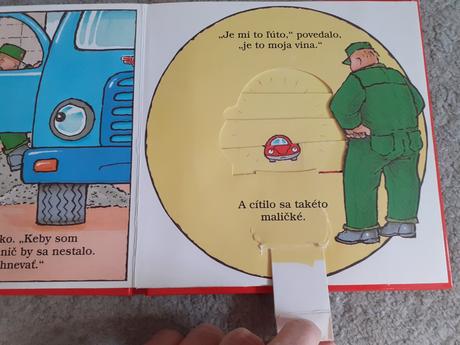 ko. „Keby som
nič by sa nestalo.
hnevať.“
„Je mi to ľúto,“ povedalo,
„je to moja vina.“
A cítilo sa takéto
maličké.